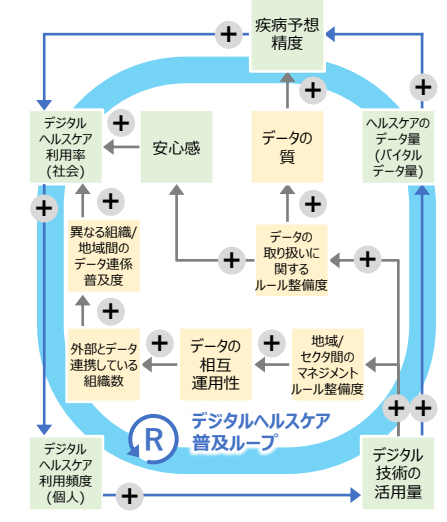 疾病予想
精度
+
+
+
デジタル
ヘルスケア
利用率
(社会)
+
安心感
データの
質
ヘルスケアの
データ量
(バイタル
データ量)
+
+
+
異なる組織/
地域間の
データ連係
普及度
データの
取り扱いに
関する
ルール整備度
+
+
+
外部とデータ
連携している
組織数
+
データの
相互
運用性
+
地域/
セクタ間の
マネジメント
ルール整備度
+
+
R
デジタルヘルスケア
普及ループ
デジタル
ヘルスケア
利用頻度
(個人)
+
デジタル
技術の
活用量